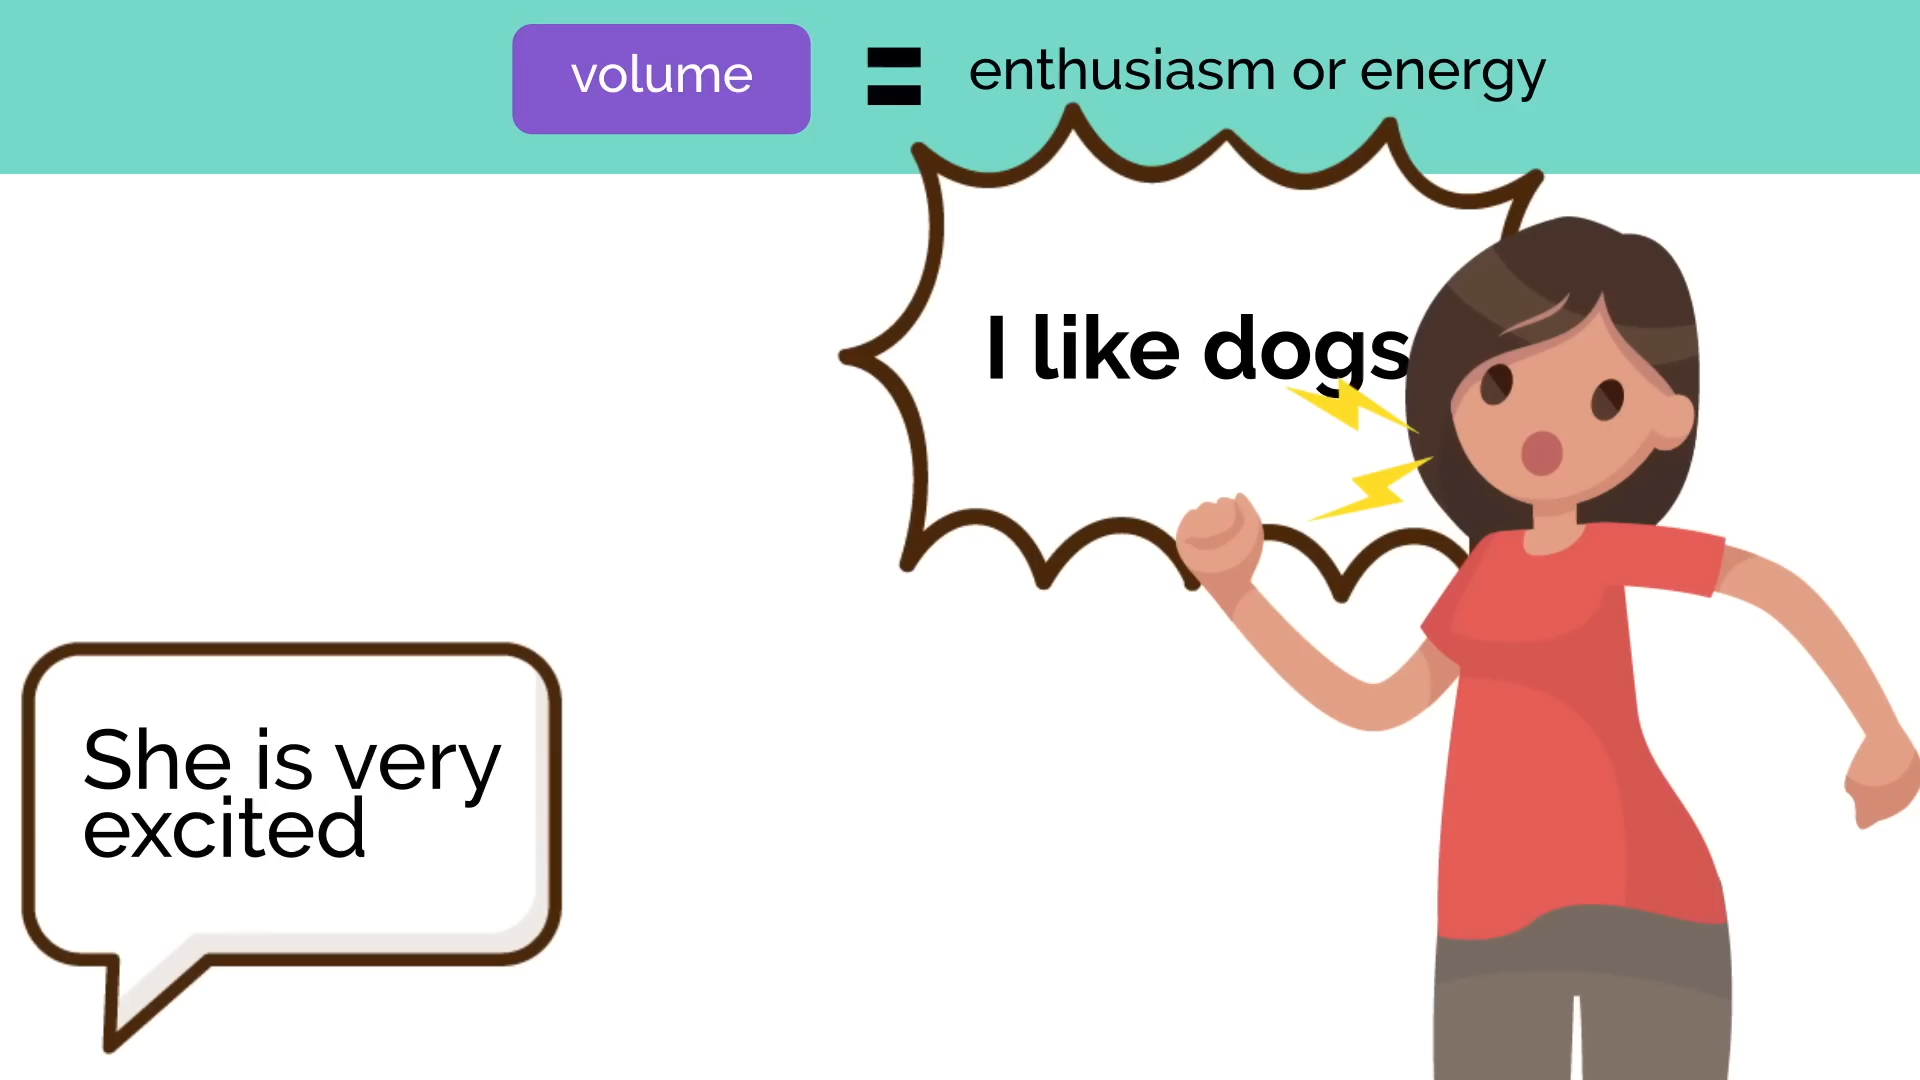 volume = enthusiasm or energy
I like dogs
She is very
excited